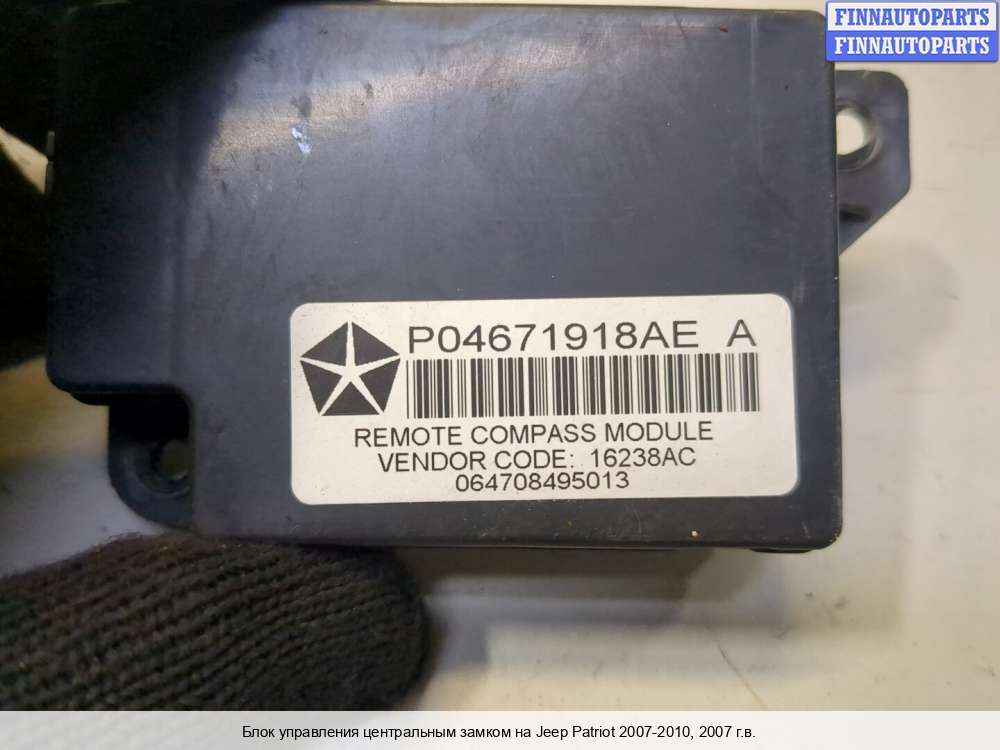 FINNAUTOPARTS
FINNAUTOPARTS
P04671918AE A
REMOTE COMPASS MODULE
VENDOR CODE: 16238AC
064708495013
Блок управления центральным замком на Jeep Patriot 2007-2010, 2007 г.в.